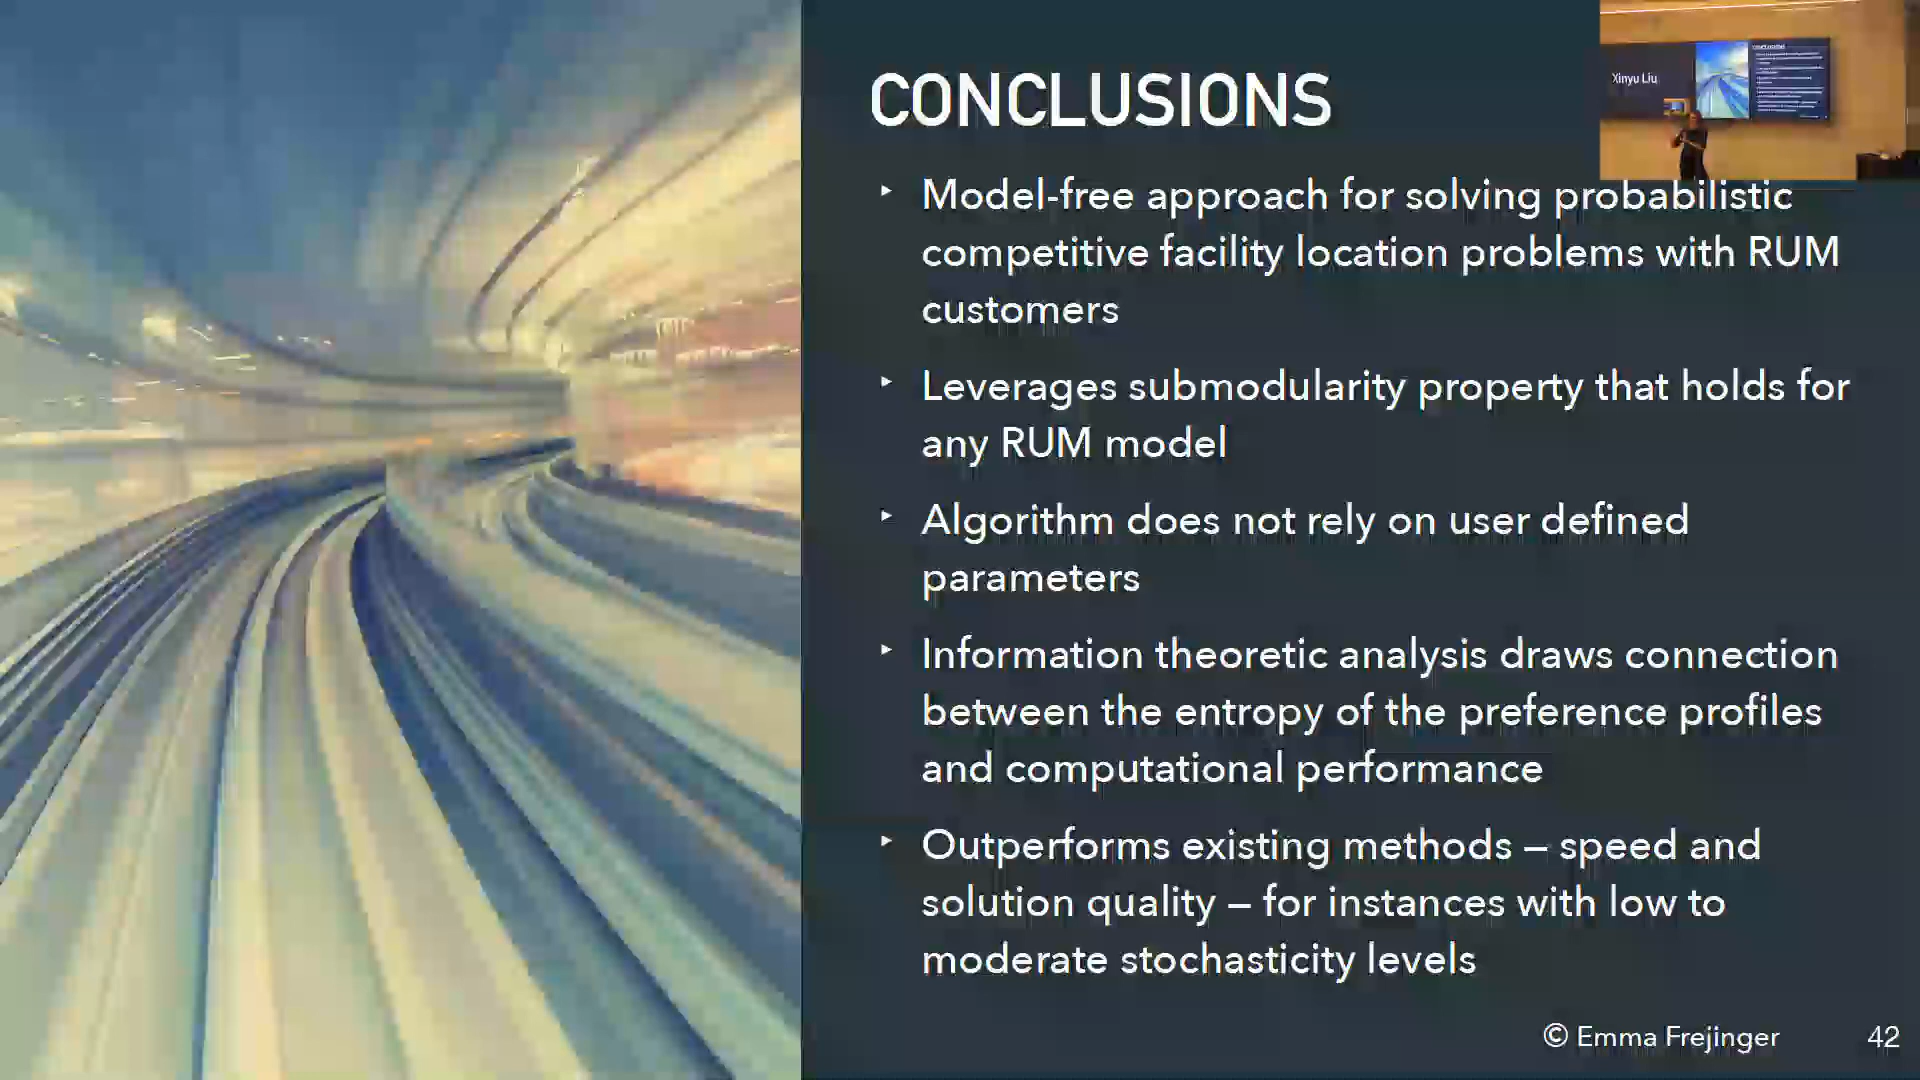 CONCLUSIONS
Xinyu Liu
Model-free approach for solving probabilistic
competitive facility location problems with RUM
customers
Leverages submodularity property that holds for
any RUM model
Algorithm does not rely on user defined
parameters
Information theoretic analysis draws connection
between the entropy of the preference profiles
and computational performance
Outperforms existing methods – speed and
solution quality – for instances with low to
moderate stochasticity levels
© Emma Frejinger
42